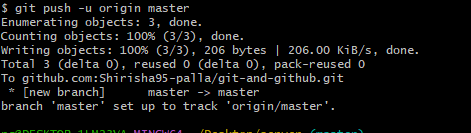 $ git push -u origin master
Enumerating objects: 3, done.
Counting objects: 100% (3/3), done.
Writing objects: 100% (3/3), 206 bytes | 206.00 KiB/s, done.
Total 3 (delta 0), reused 0 (delta 0), pack-reused 0
To github.com:Shirisha95-palla/git-and-github.git
 * [new branch]      master -> master
branch 'master' set up to track 'origin/master'.